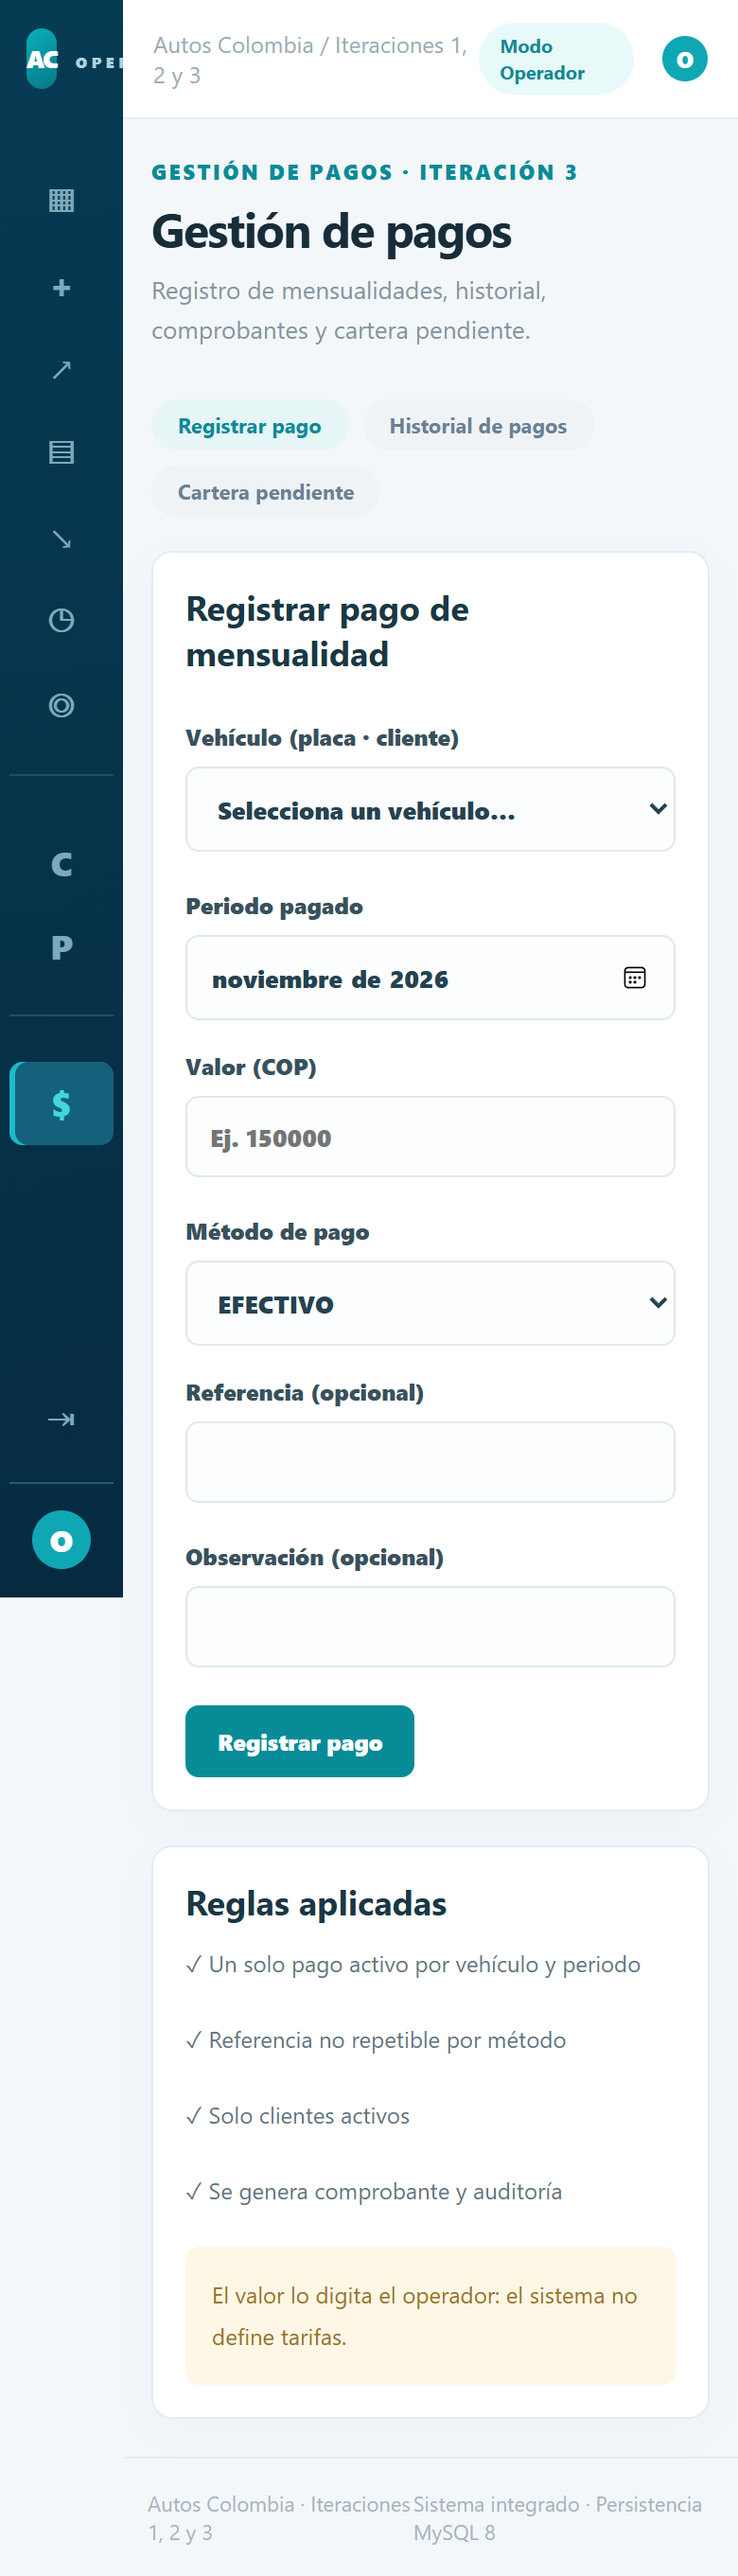 AC
Autos Colombia / Iteraciones 1,
2 y 3
Modo
Operador
O
GESTIÓN DE PAGOS · ITERACIÓN 3
Gestión de pagos
Registro de mensualidades, historial,
comprobantes y cartera pendiente.
Registrar pago
Historial de pagos
Cartera pendiente
Registrar pago de
mensualidad
Vehículo (placa · cliente)
Selecciona un vehículo...
Periodo pagado
noviembre de 2026
Valor (COP)
Ej. 150000
Método de pago
EFECTIVO
Referencia (opcional)
Observación (opcional)
Registrar pago
C
P
$
O
Reglas aplicadas
✓ Un solo pago activo por vehículo y periodo
✓ Referencia no repetible por método
✓ Solo clientes activos
✓ Se genera comprobante y auditoría
El valor lo digita el operador: el sistema no
define tarifas.
Autos Colombia · Iteraciones
1, 2 y 3
Sistema integrado · Persistencia
MySQL 8